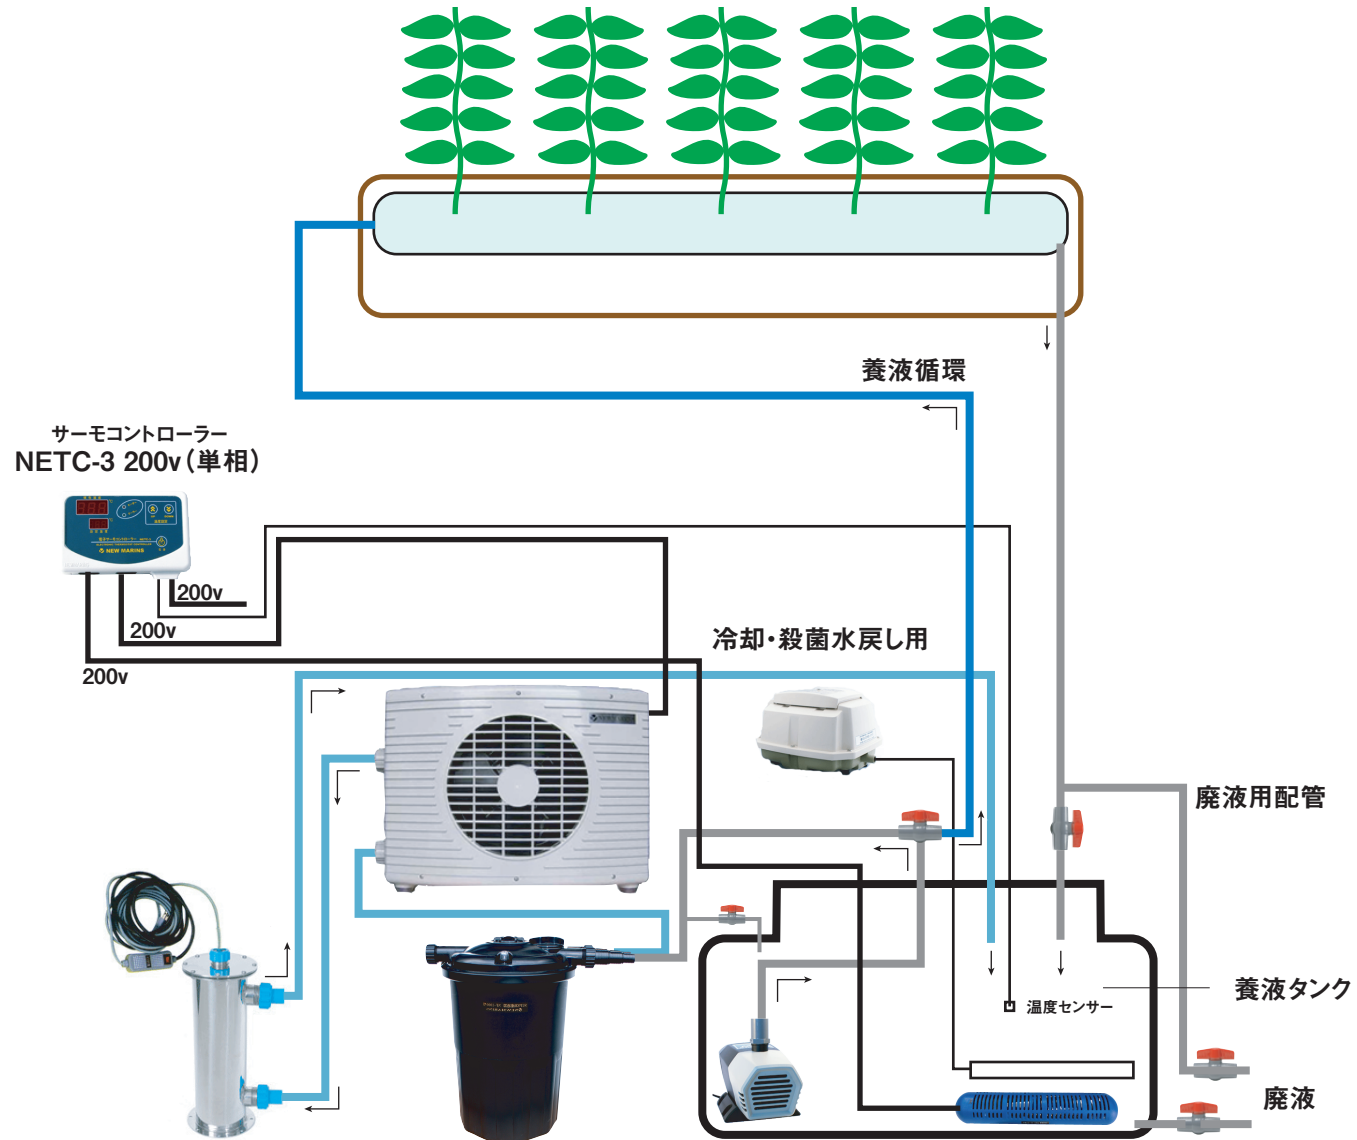 養液循環
サーモコントローラー
NETC-3 200v（単相）
NEW MARINS
200v
200v
200v
冷却・殺菌水戻し用
廃液用配管
養液タンク
温度センサー
廃液